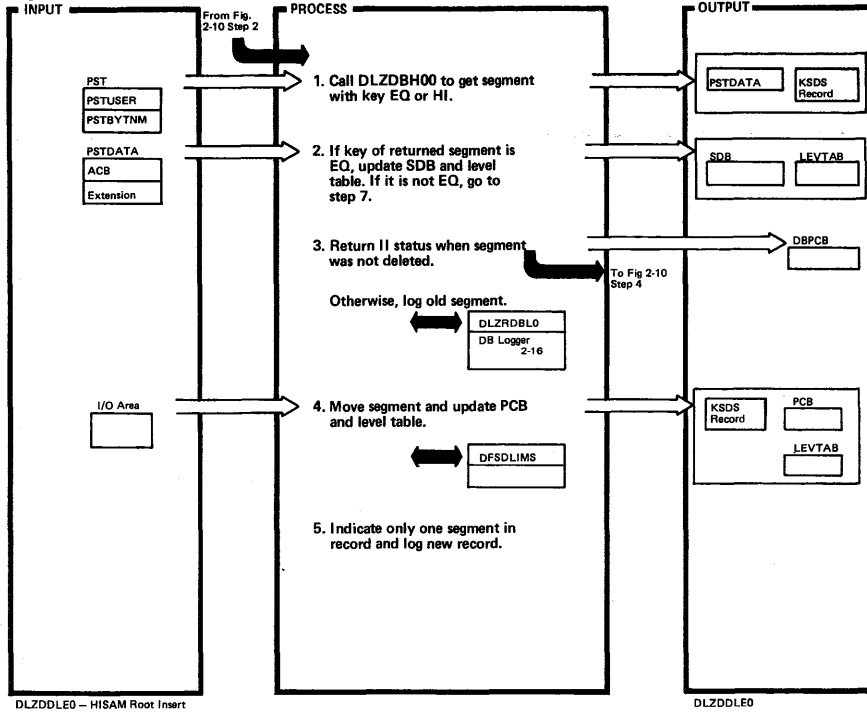 INPUT
From Fig.
2-10 Step 2
PROCESS
OUTPUT
PST
PSTUSER
PSTBYTNM
1. Call DLZDBH00 to get segment
with key EQ or HI.
PSTDATA
KSDS
Record
PSTDATA
ACB
Extension
2. If key of returned segment is
EQ, update SDB and level
table. If it is not EQ, go to
step 7.
SDB
LEVTAB
3. Return II status when segment
was not deleted.
DBPCB
To Fig 2-10
Step 4
Otherwise, log old segment.
DLZRDBL0
DB Logger
2-16
I/O Area
4. Move segment and update PCB
and level table.
KSDS
Record
PCB
LEVTAB
DFSDLIMS
5. Indicate only one segment in
record and log new record.
DLZDDLE0 – HISAM Root Insert
DLZDDLE0